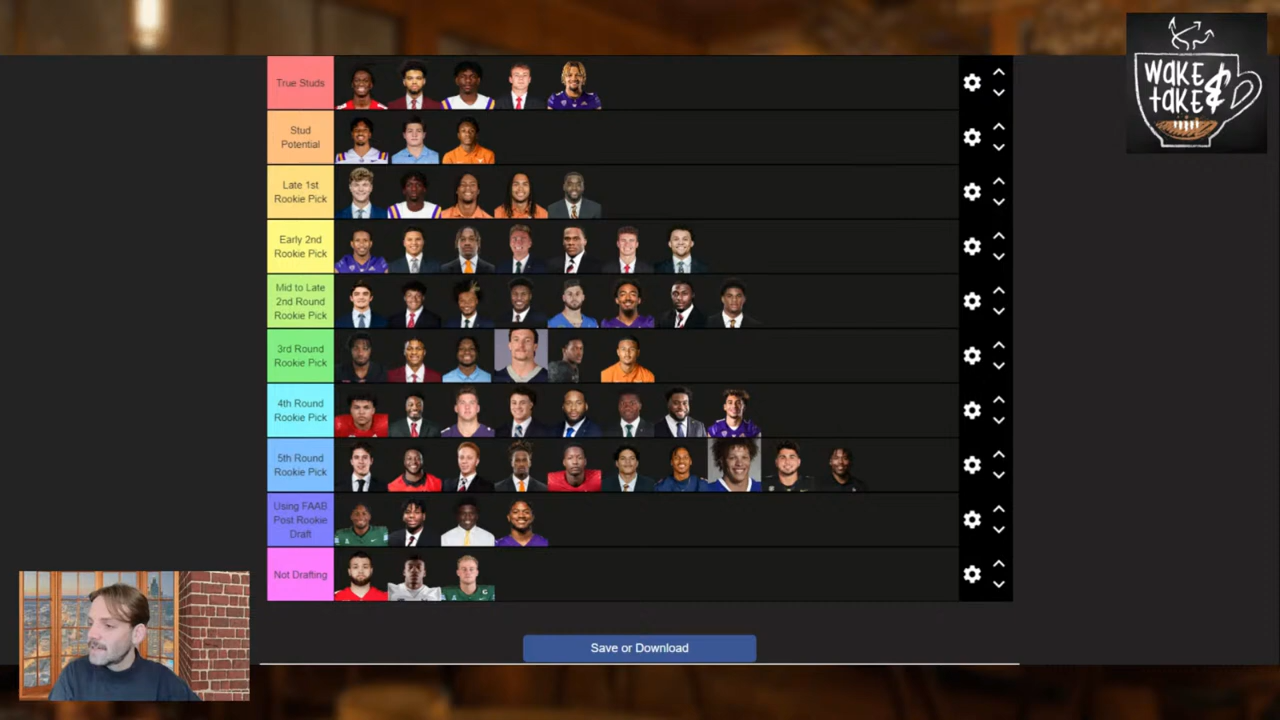 True Studs
Stud
Potential
Late 1st
Rookie Pick
Early 2nd
Rookie Pick
Mid to Late
2nd Round
Rookie Pick
3rd Round
Rookie Pick
4th Round
Rookie Pick
5th Round
Rookie Pick
Using FAAB
Post Rookie
Draft
Not Drafting
Save or Download
WAKE
& TAKE